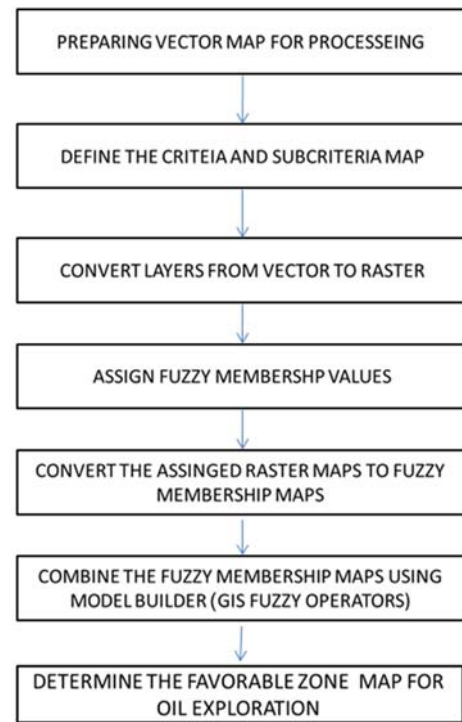 PREPARING VECTOR MAP FOR PROCESSEING
DEFINE THE CRITEIA AND SUBCRITERIA MAP
CONVERT LAYERS FROM VECTOR TO RASTER
ASSIGN FUZZY MEMBERSHP VALUES
CONVERT THE ASSINGED RASTER MAPS TO FUZZY
MEMBERSHIP MAPS
COMBINE THE FUZZY MEMBERSHIP MAPS USING
MODEL BUILDER (GIS FUZZY OPERATORS)
DETERMINE THE FAVORABLE ZONE MAP FOR
OIL EXPLORATION